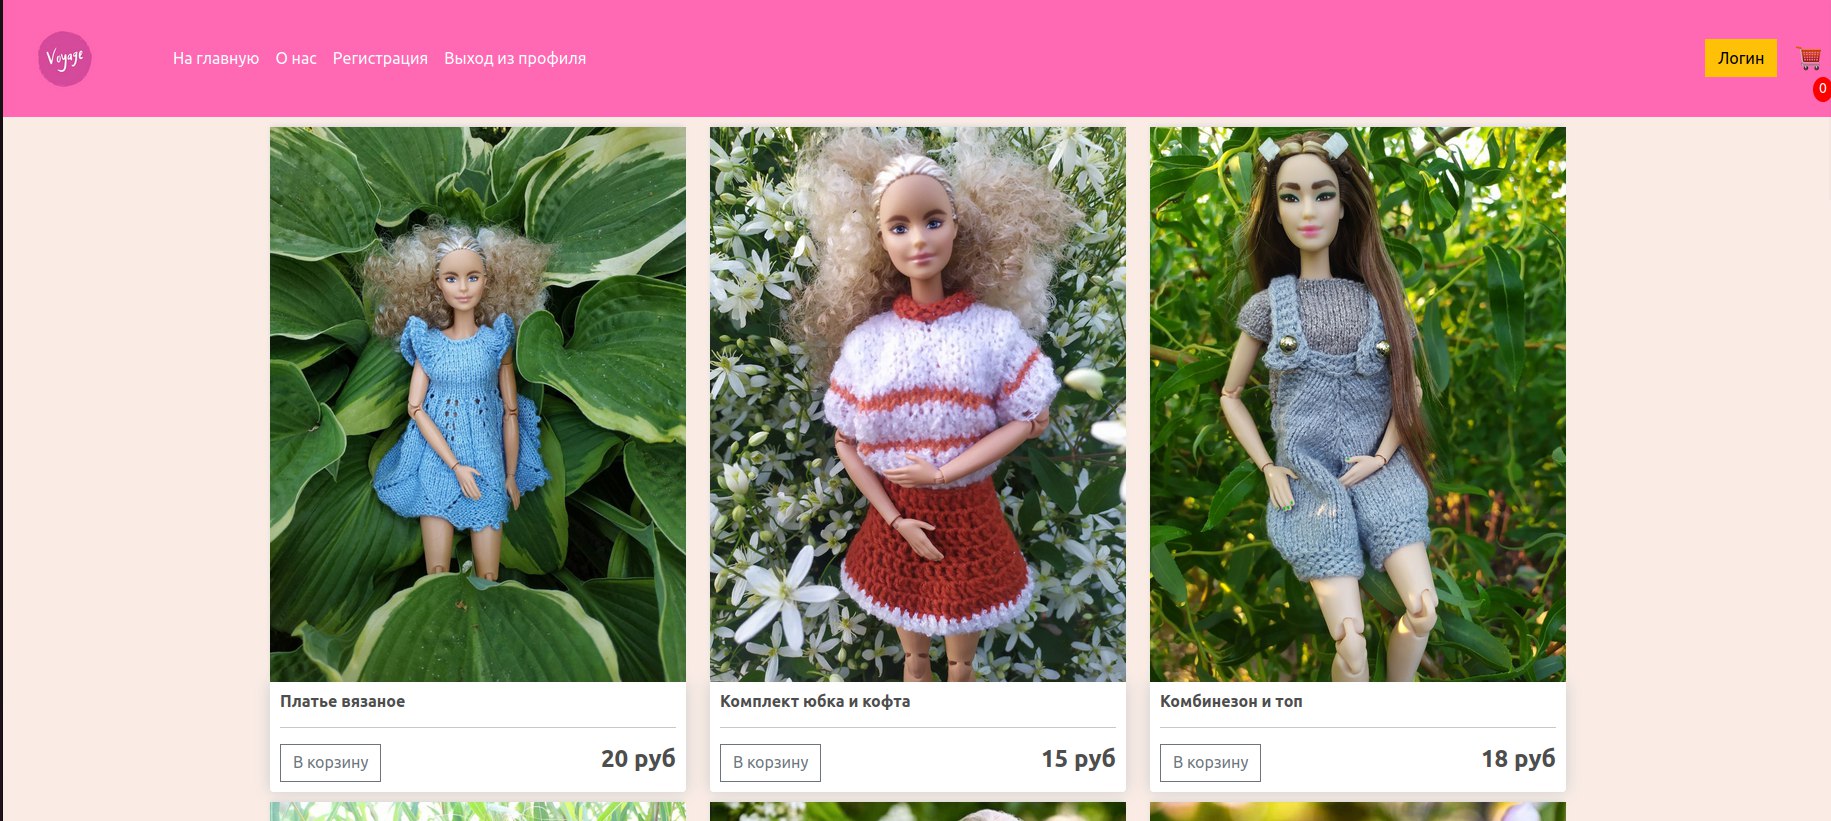 Voyage
На главную О нас Регистрация Выход из профиля
Логин
0
Платье вязаное
В корзину
20 руб
Комплект юбка и кофта
В корзину
15 руб
Комбинезон и топ
В корзину
18 руб